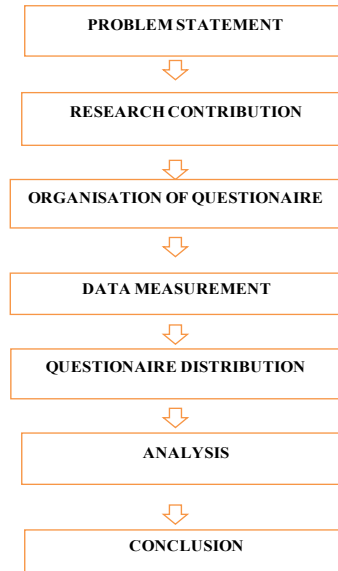 PROBLEM STATEMENT
RESEARCH CONTRIBUTION
ORGANISATION OF QUESTIONAIRE
DATA MEASUREMENT
QUESTIONAIRE DISTRIBUTION
ANALYSIS
CONCLUSION